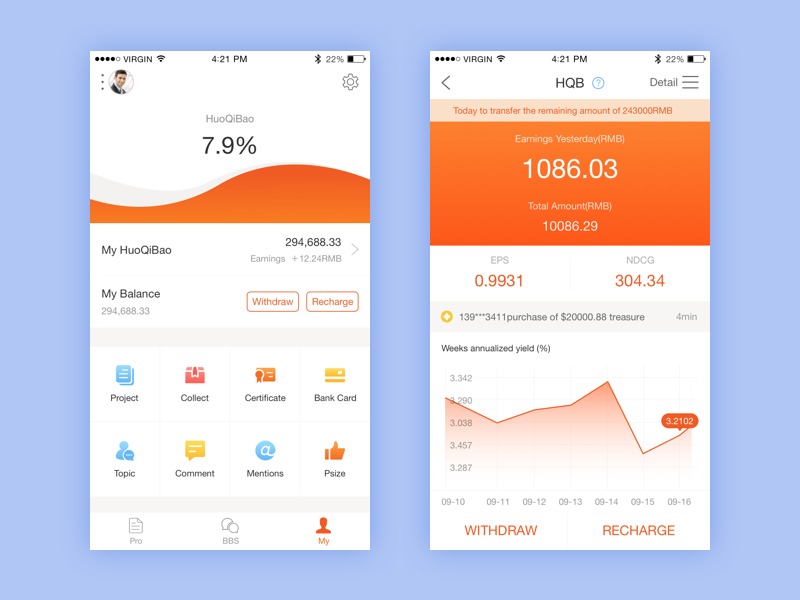 VIRGIN 4:21 PM 22%
HuoQiBao
7.9%
My HuoQiBao
294,688.33
Earnings +12.24RMB
My Balance
294,688.33
Withdraw Recharge
Project Collect Certificate Bank Card
Topic Comment Mentions Psize
Pro BBS My
VIRGIN 4:21 PM 22%
HQB ? Detail
Today to transfer the remaining amount of 243000RMB
Earnings Yesterday(RMB)
1086.03
Total Amount(RMB)
10086.29
EPS NDCG
0.9931 304.34
139***3411purchase of $20000.88 treasure 4min
Weeks annualized yield (%)
3.342
3.290
3.038
3.2102
3.457
3.287
09-10 09-11 09-12 09-13 09-14 09-15 09-16
WITHDRAW RECHARGE